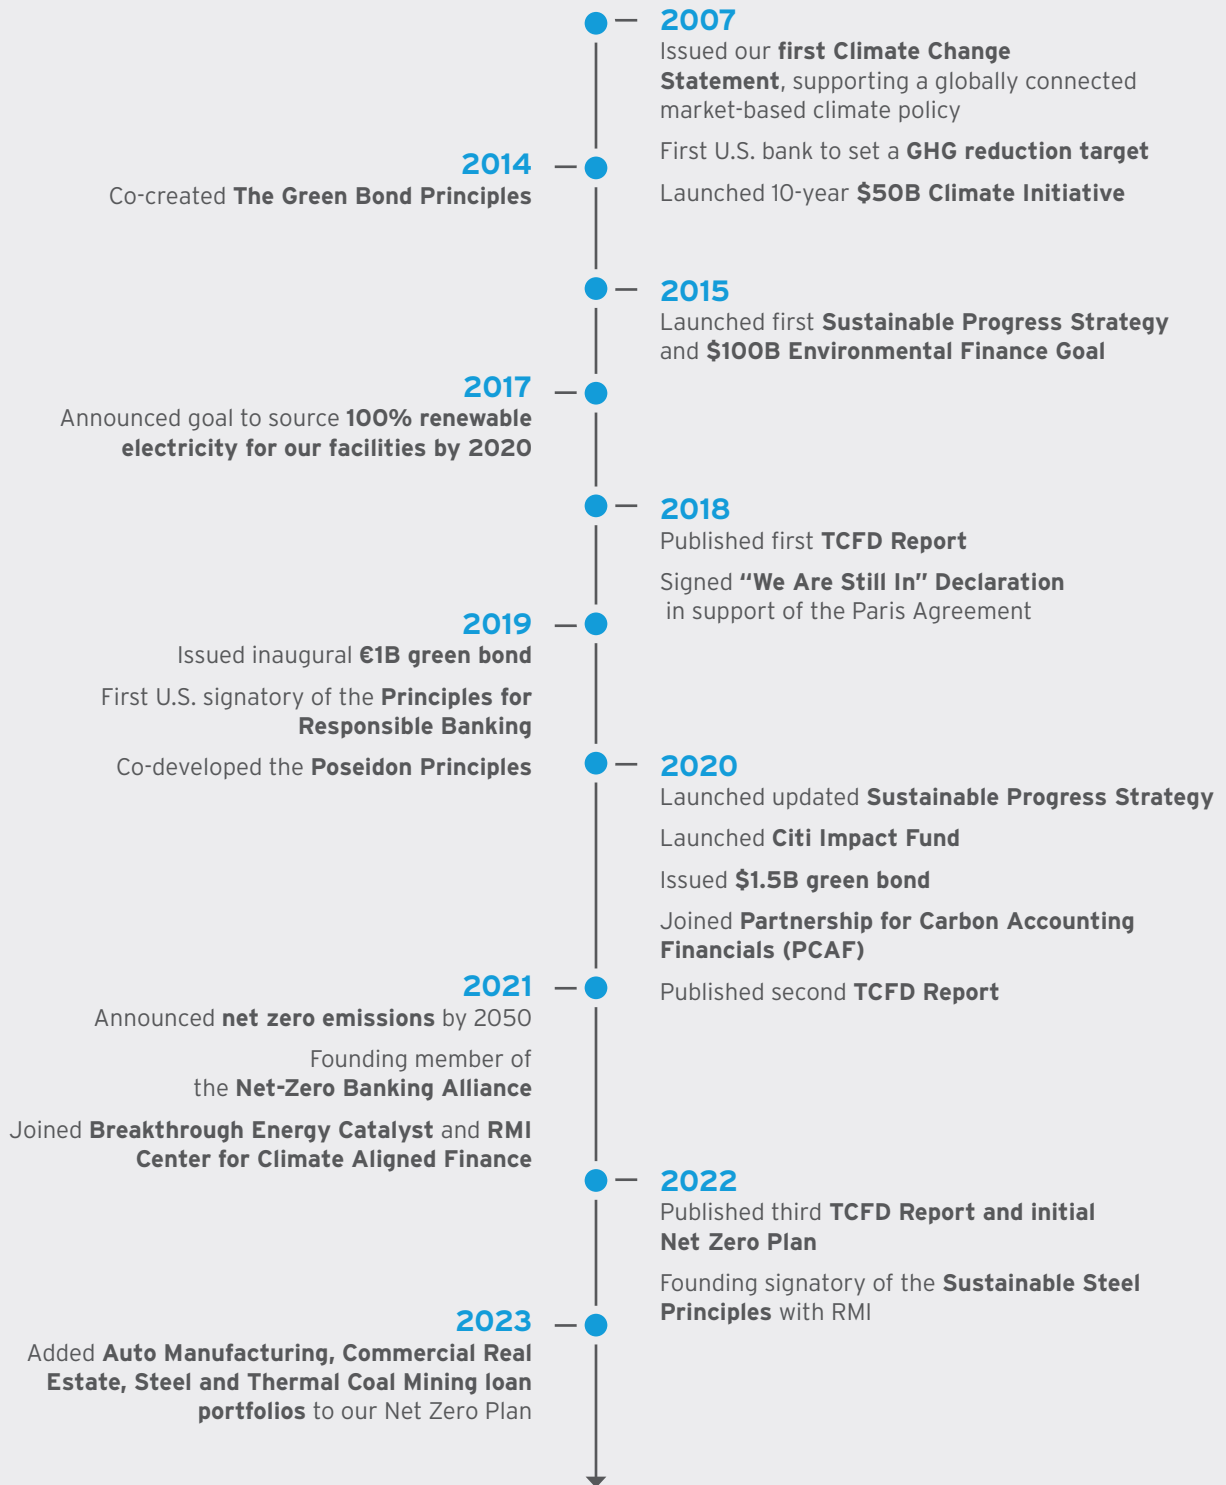 2007
Issued our first Climate Change
Statement, supporting a globally connected
market-based climate policy
First U.S. bank to set a GHG reduction target
Launched 10-year $50B Climate Initiative
2014
Co-created The Green Bond Principles
2015
Launched first Sustainable Progress Strategy
and $100B Environmental Finance Goal
2017
Announced goal to source 100% renewable
electricity for our facilities by 2020
2018
Published first TCFD Report
Signed “We Are Still In” Declaration
in support of the Paris Agreement
2019
Issued inaugural €1B green bond
First U.S. signatory of the Principles for
Responsible Banking
Co-developed the Poseidon Principles
2020
Launched updated Sustainable Progress Strategy
Launched Citi Impact Fund
Issued $1.5B green bond
Joined Partnership for Carbon Accounting
Financials (PCAF)
Published second TCFD Report
2021
Announced net zero emissions by 2050
Founding member of
the Net-Zero Banking Alliance
Joined Breakthrough Energy Catalyst and RMI
Center for Climate Aligned Finance
2022
Published third TCFD Report and initial
Net Zero Plan
Founding signatory of the Sustainable Steel
Principles with RMI
2023
Added Auto Manufacturing, Commercial Real
Estate, Steel and Thermal Coal Mining loan
portfolios to our Net Zero Plan